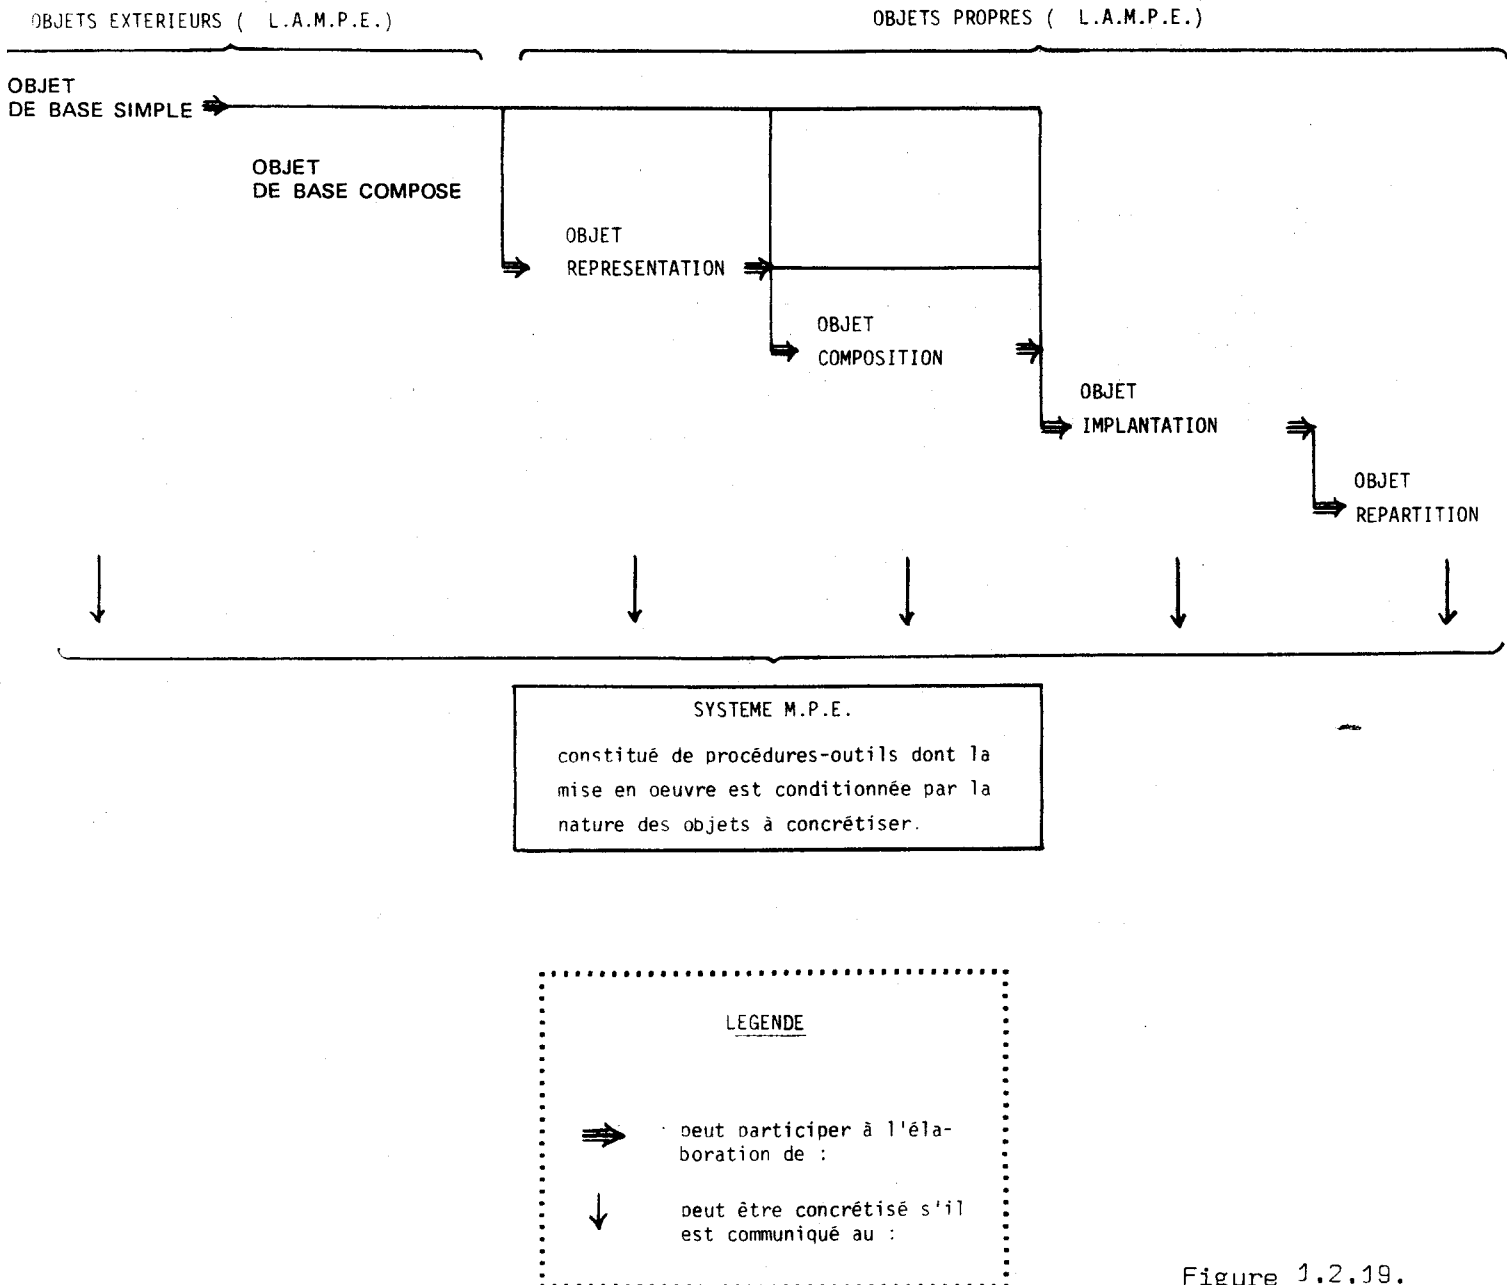 OBJETS EXTERIEURS ( L.A.M.P.E.)
OBJETS PROPRES ( L.A.M.P.E.)
OBJET
DE BASE SIMPLE
OBJET
DE BASE COMPOSE
OBJET
REPRESENTATION
OBJET
COMPOSITION
OBJET
IMPLANTATION
OBJET
REPARTITION
SYSTEME M.P.E.
constitué de procédures-outils dont la
mise en oeuvre est conditionnée par la
nature des objets à concrétiser.
LEGENDE
peut participer à l'éla-
boration de :
peut être concrétisé s'il
est communiqué au :
Figure 1.2.19.